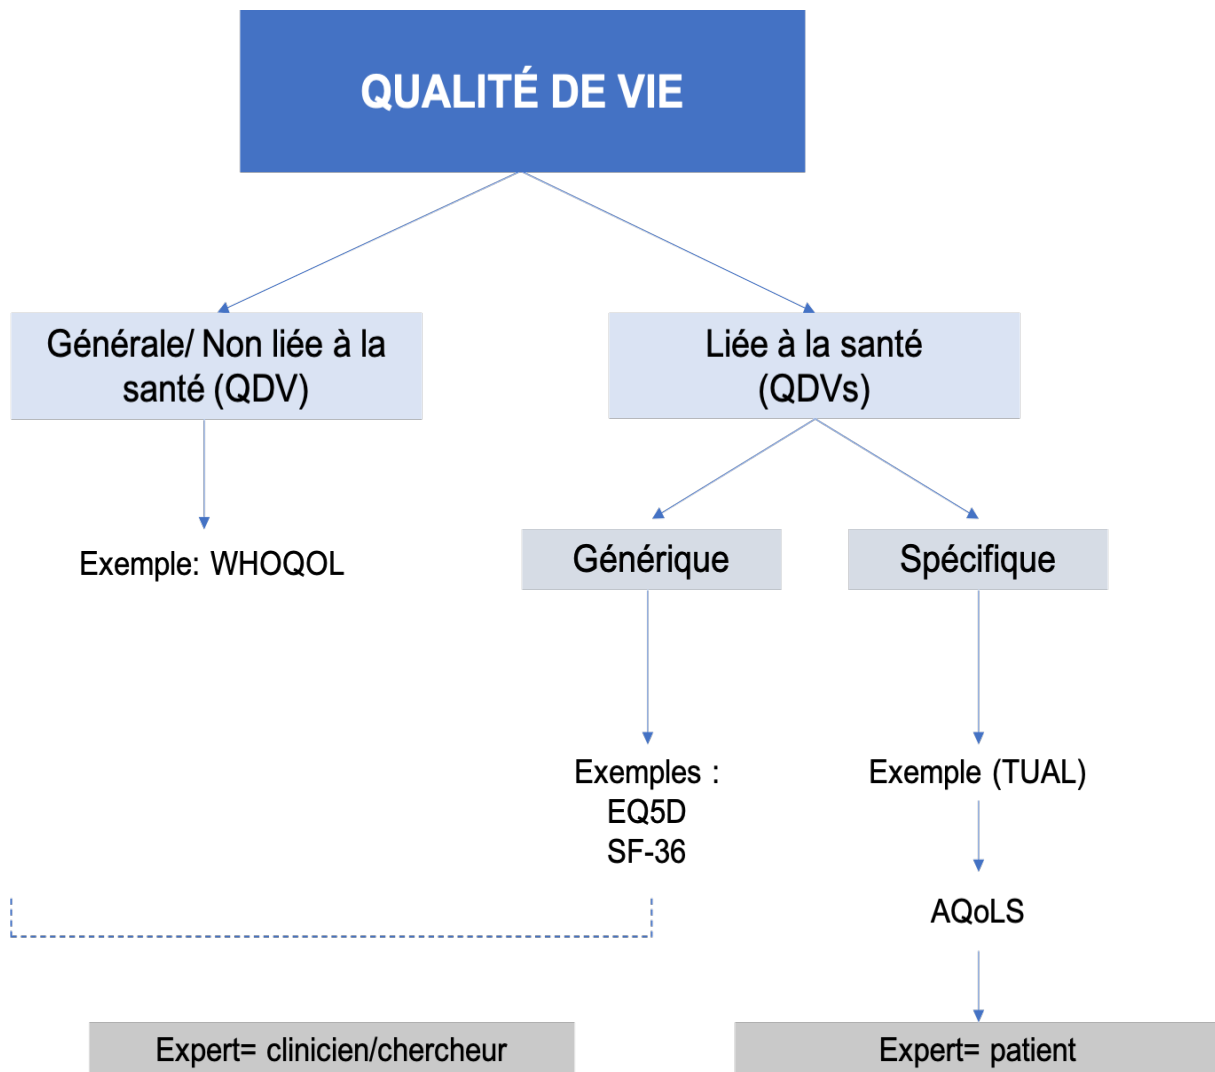 QUALITÉ DE VIE
Générale/ Non liée à la
santé (QDV)
Liée à la santé
(QDVs)
Générique
Spécifique
Exemple: WHOQOL
Exemples :
EQ5D
SF-36
Exemple (TUAL)
AQoLS
Expert= clinicien/chercheur
Expert= patient